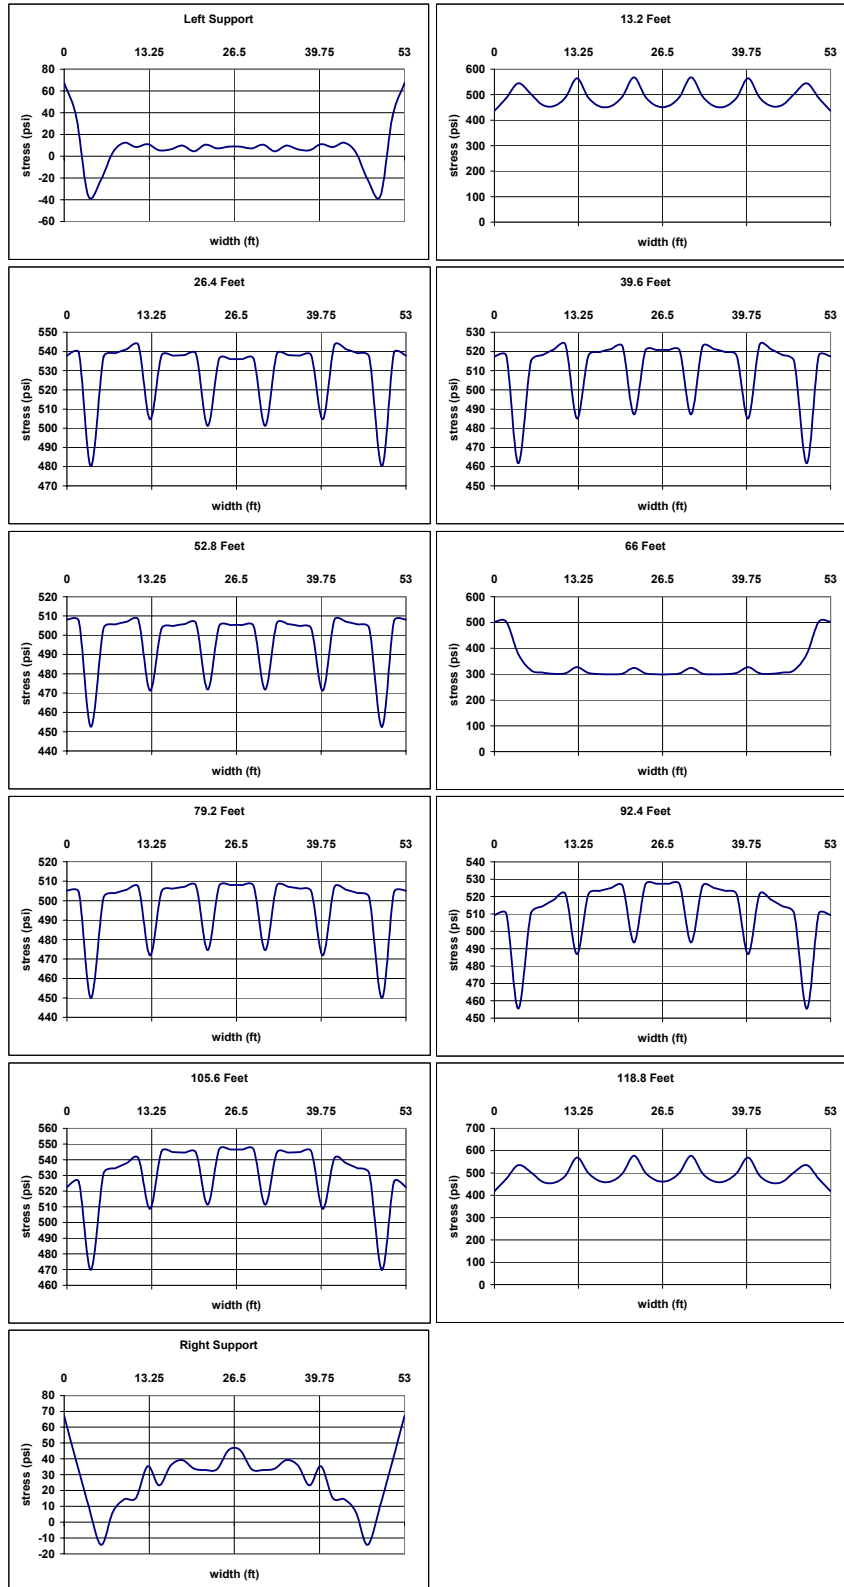 Left Support
0 13.25 26.5 39.75 53
80
60
40
20
0
-20
-40
-60
stress (psi)
width (ft)
13.2 Feet
0 13.25 26.5 39.75 53
600
500
400
300
200
100
0
stress (psi)
width (ft)
26.4 Feet
0 13.25 26.5 39.75 53
550
540
530
520
510
500
490
480
470
stress (psi)
width (ft)
39.6 Feet
0 13.25 26.5 39.75 53
530
520
510
500
490
480
470
460
450
stress (psi)
width (ft)
52.8 Feet
0 13.25 26.5 39.75 53
520
510
500
490
480
470
460
450
440
stress (psi)
width (ft)
66 Feet
0 13.25 26.5 39.75 53
600
500
400
300
200
100
0
stress (psi)
width (ft)
79.2 Feet
0 13.25 26.5 39.75 53
520
510
500
490
480
470
460
450
440
stress (psi)
width (ft)
92.4 Feet
0 13.25 26.5 39.75 53
540
530
520
510
500
490
480
470
460
450
stress (psi)
width (ft)
105.6 Feet
0 13.25 26.5 39.75 53
560
550
540
530
520
510
500
490
480
470
460
stress (psi)
width (ft)
118.8 Feet
0 13.25 26.5 39.75 53
700
600
500
400
300
200
100
0
stress (psi)
width (ft)
Right Support
0 13.25 26.5 39.75 53
80
70
60
50
40
30
20
10
0
-10
-20
stress (psi)
width (ft)